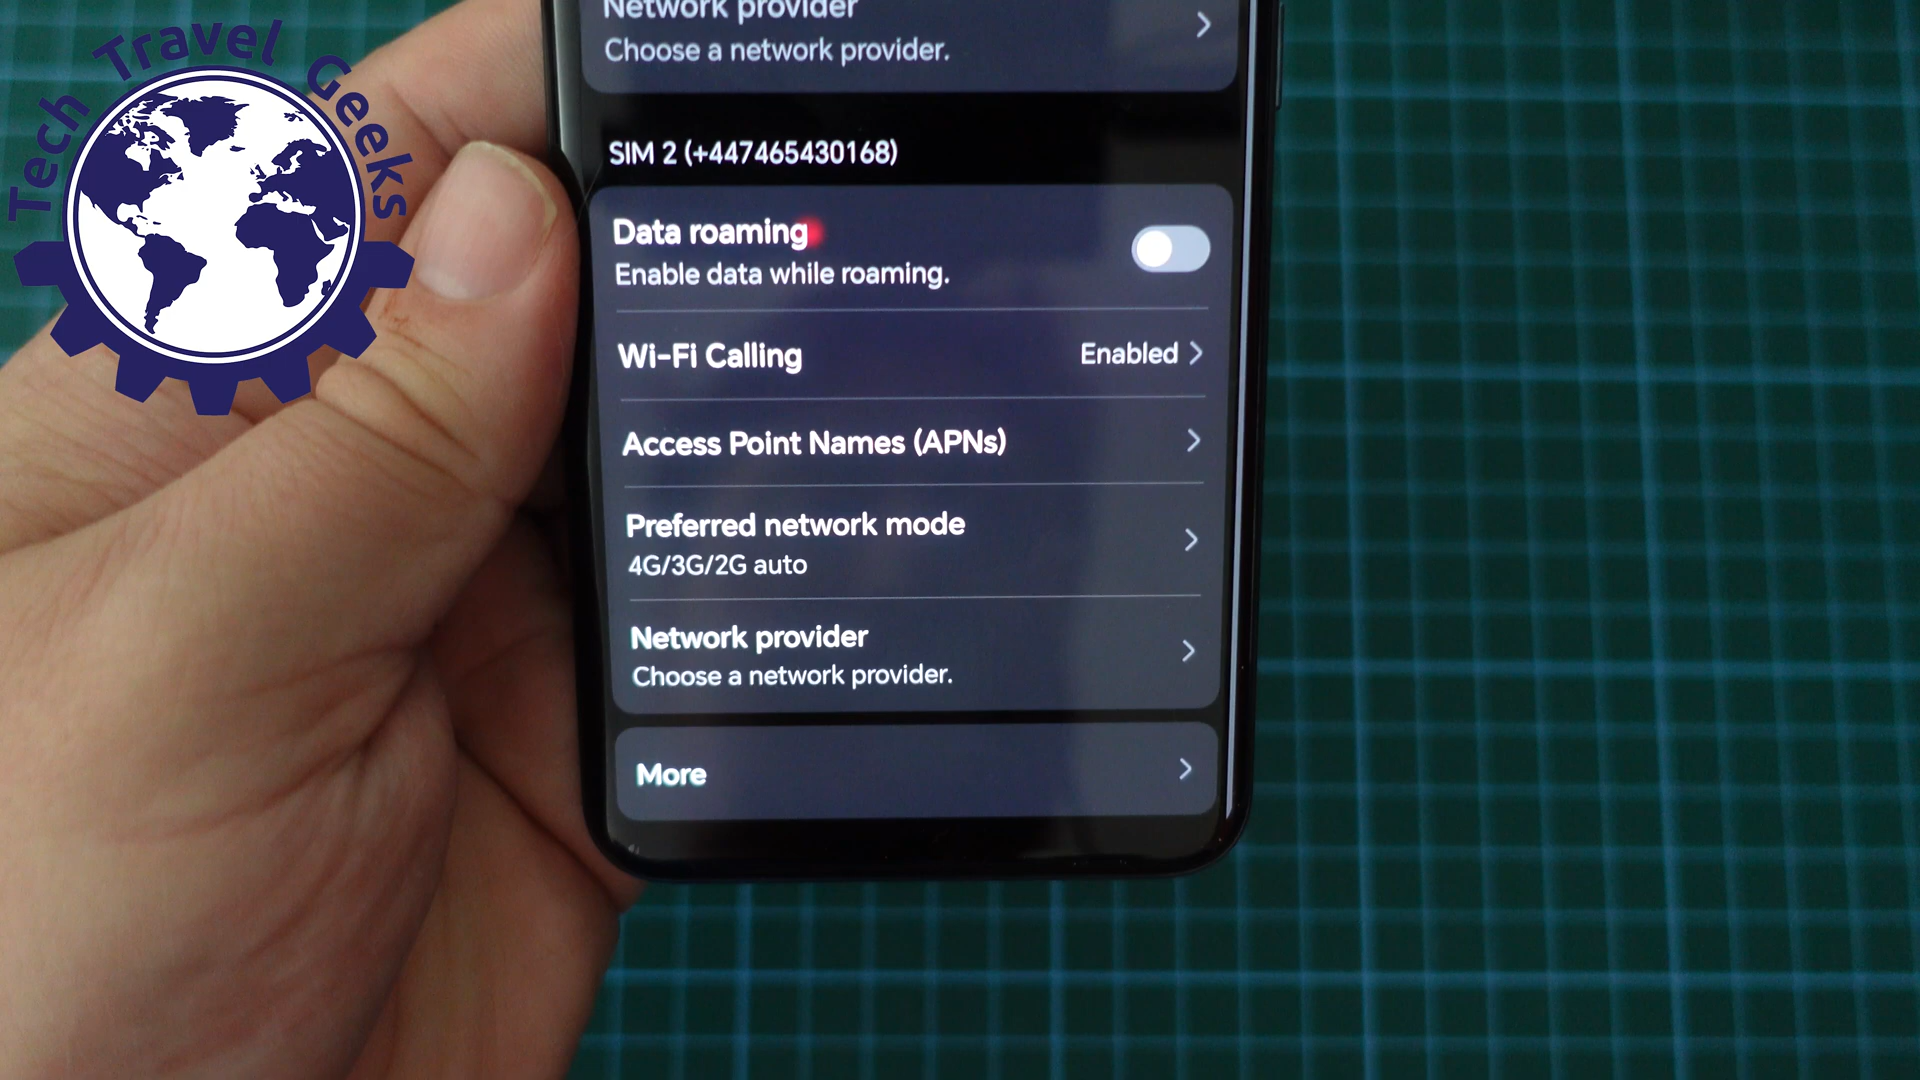 Tech Travel Geeks
Network provider
Choose a network provider.
SIM 2 (+447465430168)
Data roaming
Enable data while roaming.
Wi-Fi Calling
Enabled
Access Point Names (APNs)
Preferred network mode
4G/3G/2G auto
Network provider
Choose a network provider.
More